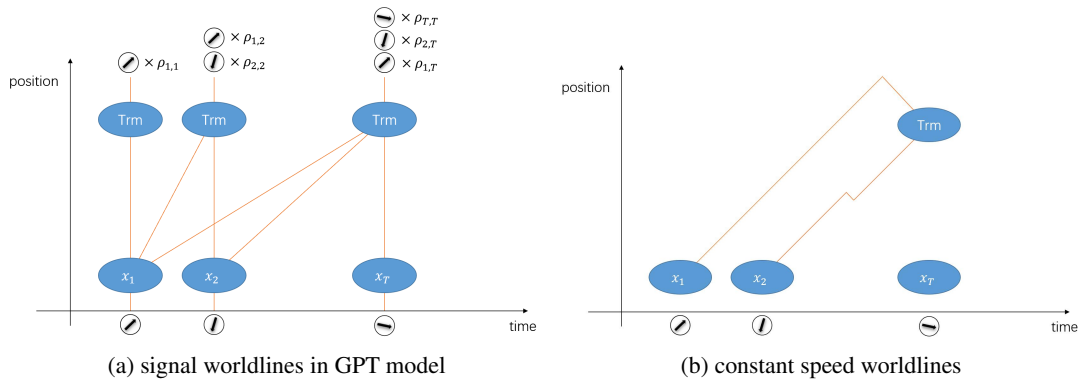 × ρ_{T,T}
× ρ_{1,2} × ρ_{2,T}
× ρ_{1,1} × ρ_{2,2} × ρ_{1,T}
position
Trm Trm Trm
x_1 x_2 x_T
time
(a) signal worldlines in GPT model
position
Trm
x_1 x_2 x_T
time
(b) constant speed worldlines